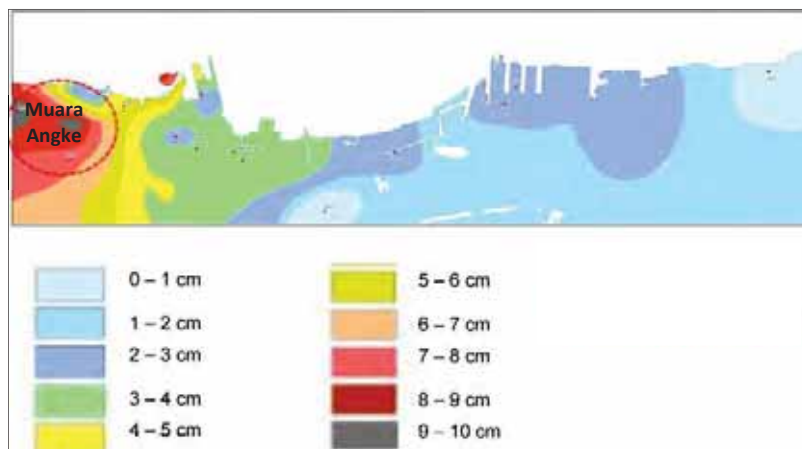 Muara
Angke
0 – 1 cm
1 – 2 cm
2 – 3 cm
3 – 4 cm
4 – 5 cm
5 – 6 cm
6 – 7 cm
7 – 8 cm
8 – 9 cm
9 – 10 cm